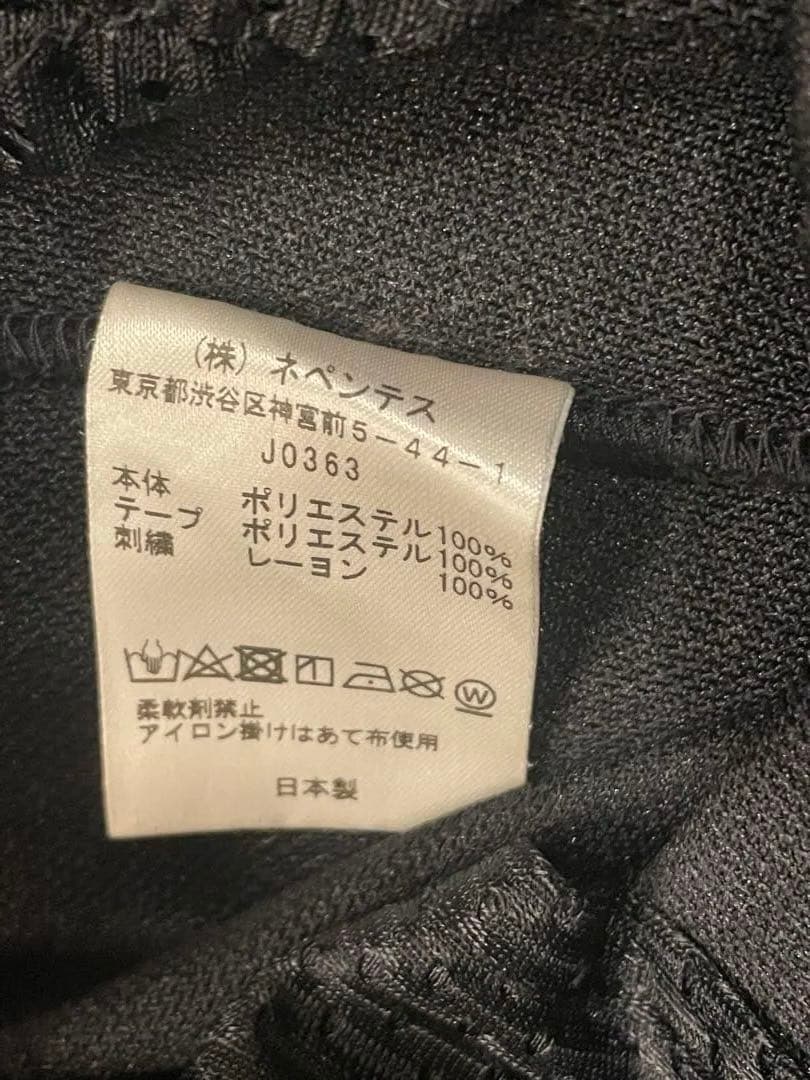 (株) ネペンテス
東京都渋谷区神宮前5-44-1
J0363
本体 ポリエステル100%
テープ ポリエステル100%
刺繍 レーヨン 100%
W
柔軟剤禁止
アイロン掛けはあて布使用
日本製